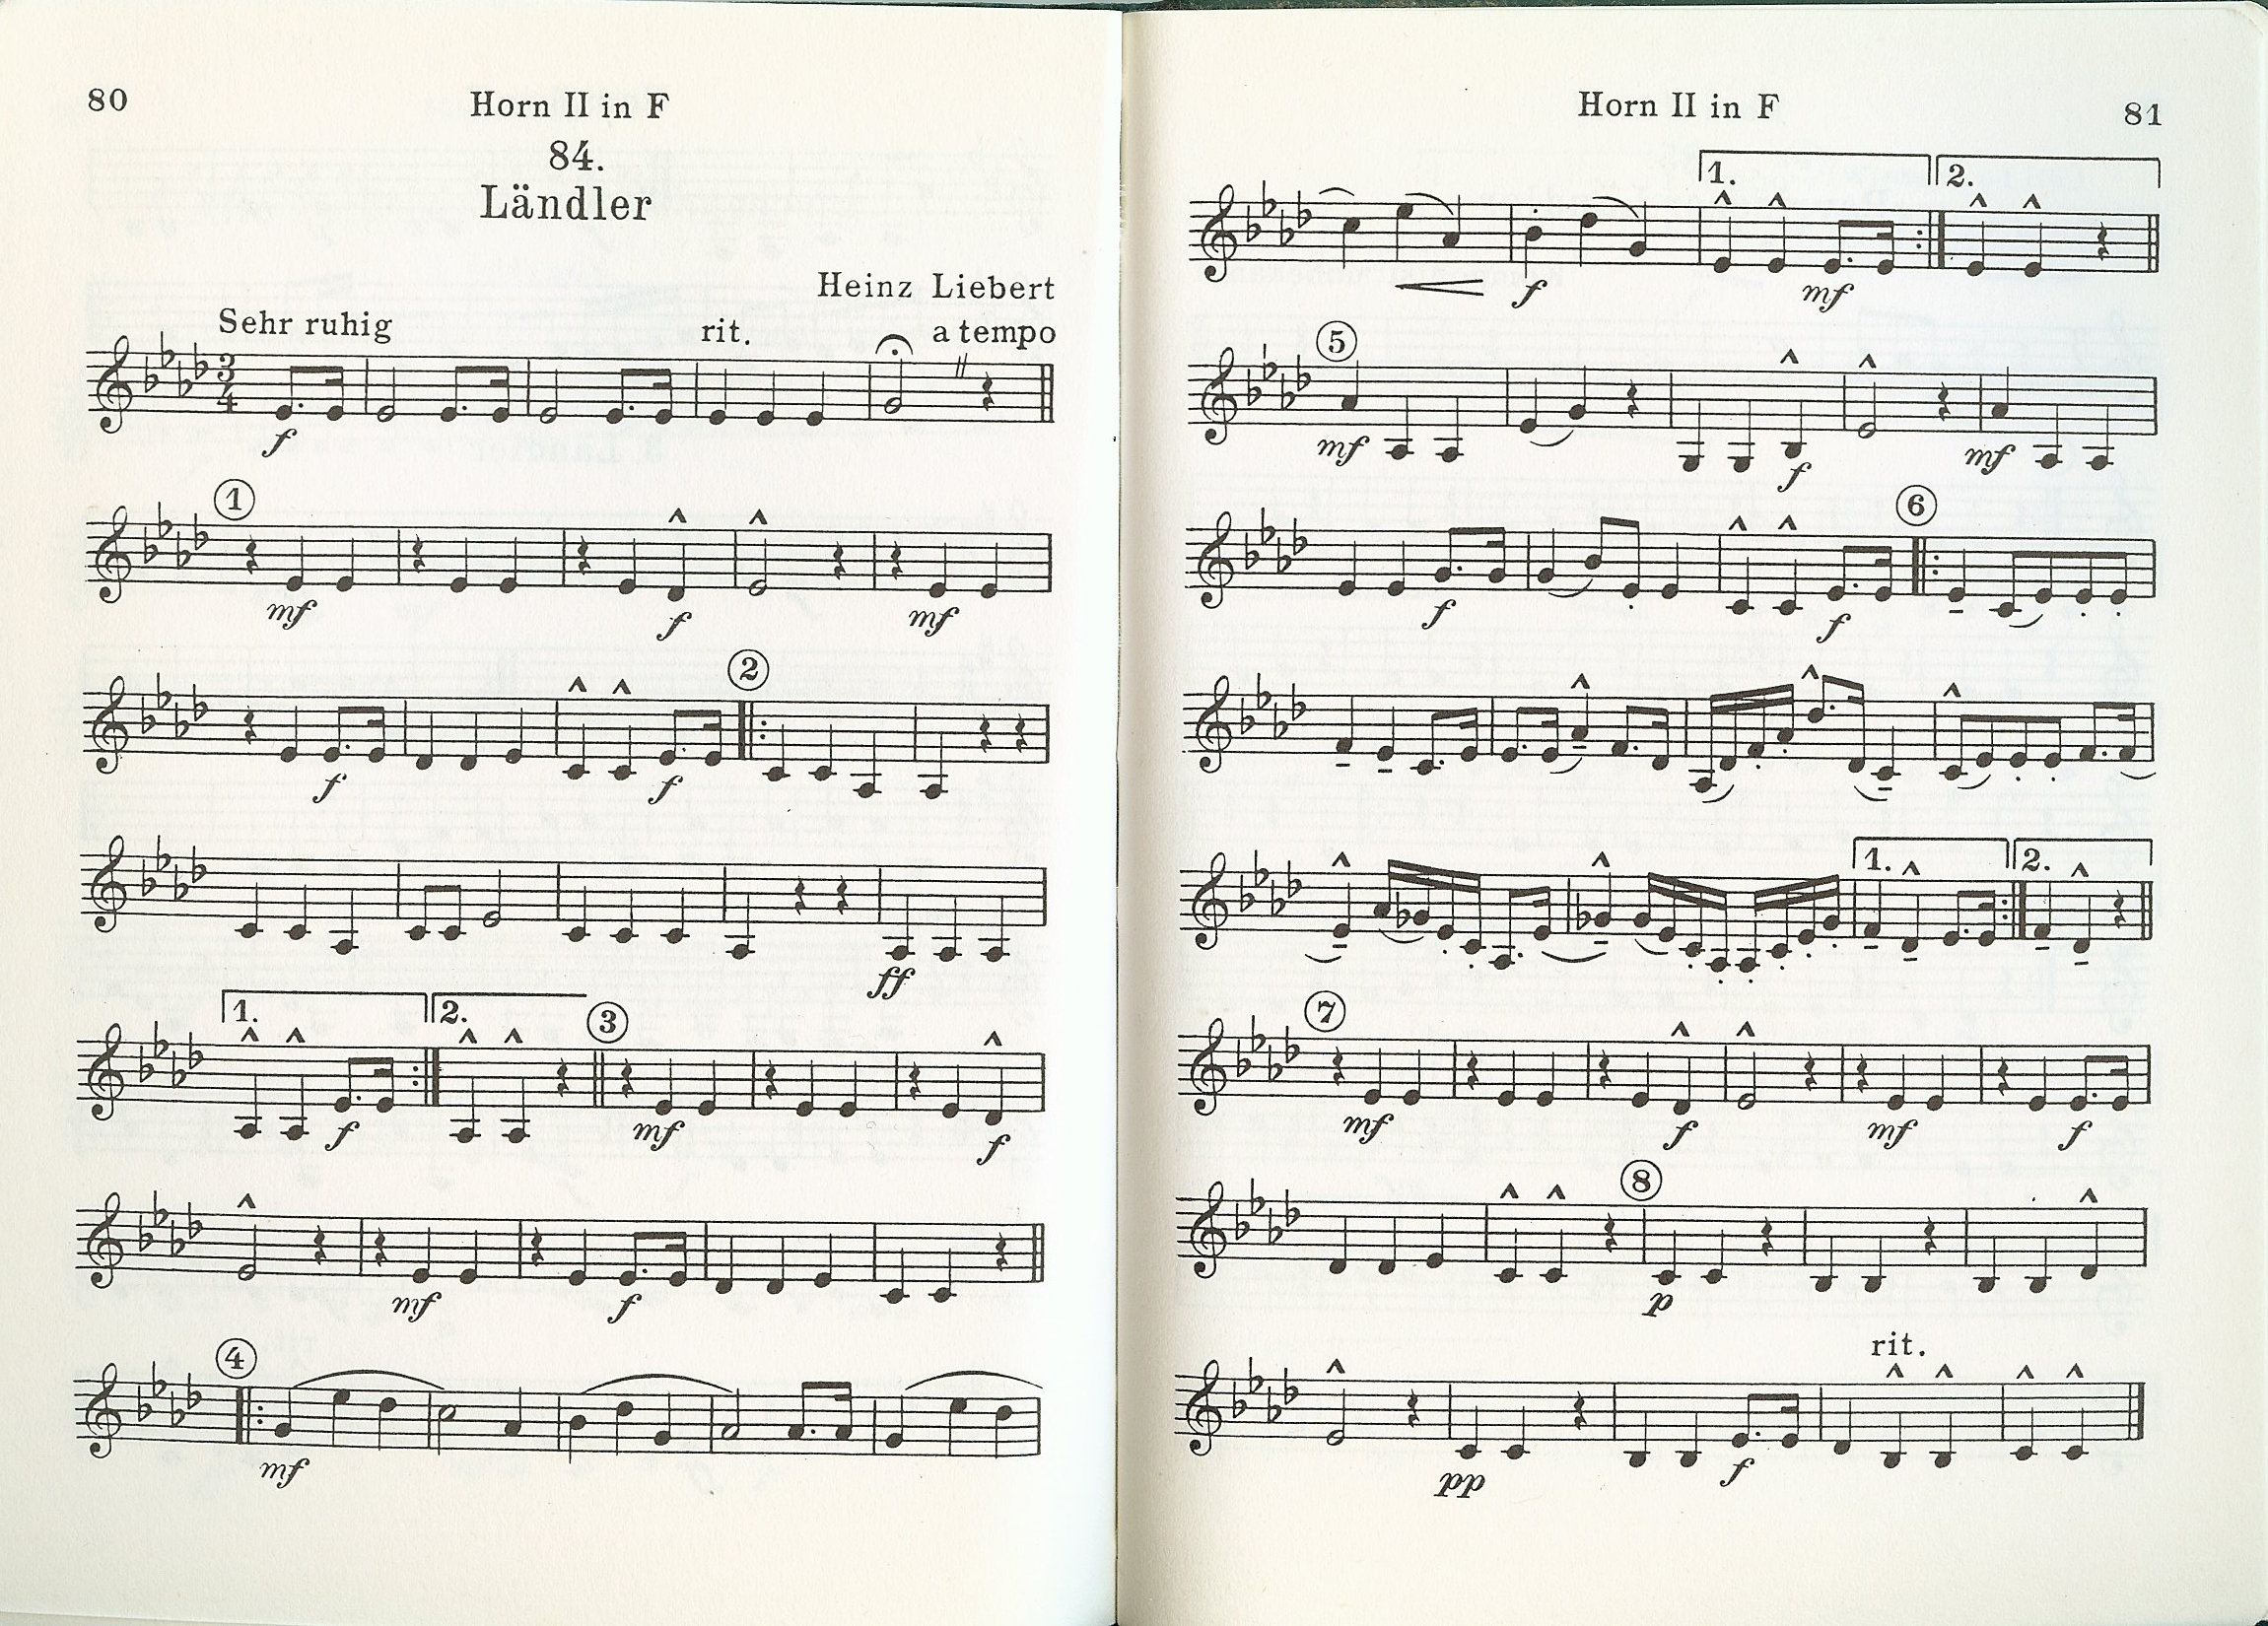 80
Horn II in F
84.
Ländler
Heinz Liebert
Sehr ruhig rit. a tempo
3
4
f
1
mf f mf
2
f f
ff
1. 2. 3
f mf f
mf f
4
mf
Horn II in F
81
1. 2.
f mf
5
mf f mf
6
f f
1. 2.
7
mf f mf f
8
p
rit.
pp f